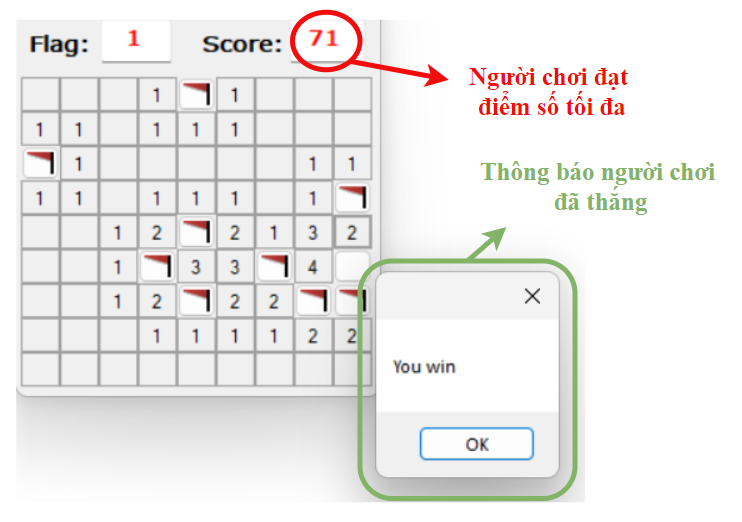 Flag: 1 Score: 71
Người chơi đạt
điểm số tối đa
1 1
1 1 1 1 1
1 1 1
Thông báo người chơi
đã thắng
1 1 1 1 1 1
1 2 2 1 3 2
1 3 3 4
1 2 2 2
1 1 1 1 2 2
You win
OK